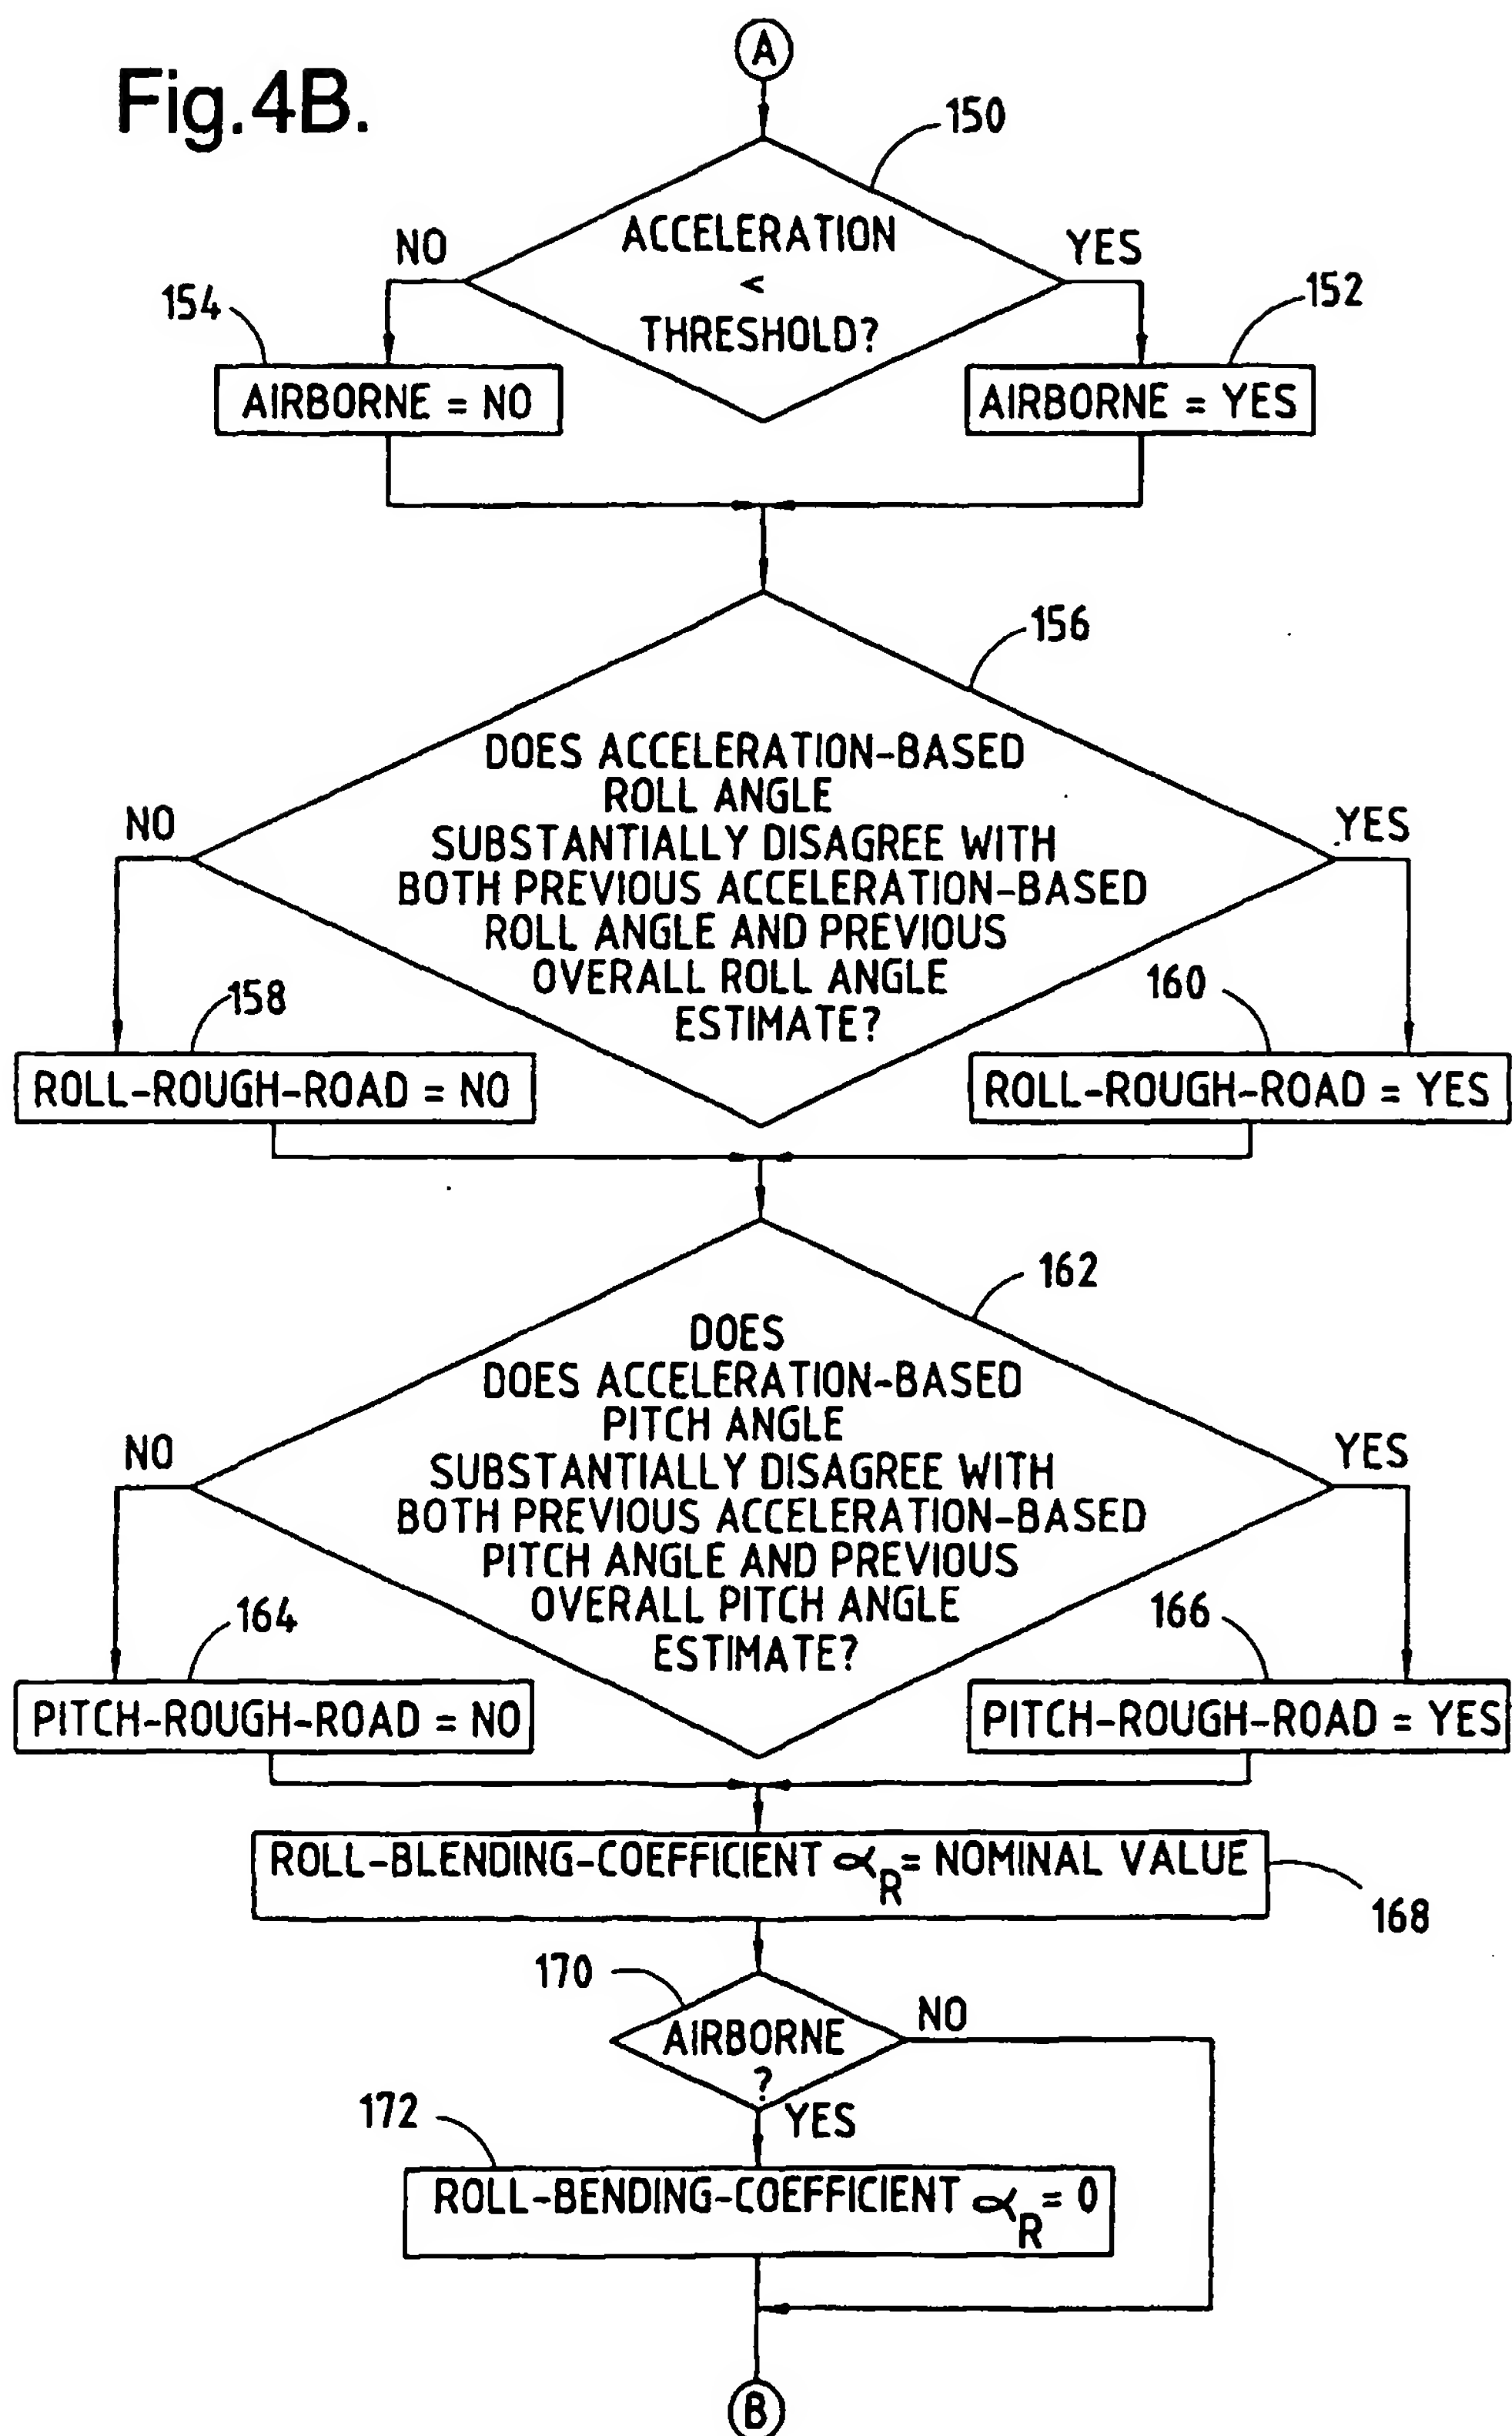 A
Fig.4B.
150
ACCELERATION
<
THRESHOLD?
NO
YES
154
152
AIRBORNE = NO
AIRBORNE = YES
156
DOES ACCELERATION-BASED
ROLL ANGLE
SUBSTANTIALLY DISAGREE WITH
BOTH PREVIOUS ACCELERATION-BASED
ROLL ANGLE AND PREVIOUS
OVERALL ROLL ANGLE
ESTIMATE?
NO
YES
158
160
ROLL-ROUGH-ROAD = NO
ROLL-ROUGH-ROAD = YES
162
DOES
DOES ACCELERATION-BASED
PITCH ANGLE
SUBSTANTIALLY DISAGREE WITH
BOTH PREVIOUS ACCELERATION-BASED
PITCH ANGLE AND PREVIOUS
OVERALL PITCH ANGLE
ESTIMATE?
NO
YES
164
166
PITCH-ROUGH-ROAD = NO
PITCH-ROUGH-ROAD = YES
ROLL-BLENDING-COEFFICIENT αR = NOMINAL VALUE
168
170
AIRBORNE
?
NO
YES
172
ROLL-BENDING-COEFFICIENT αR = 0
B